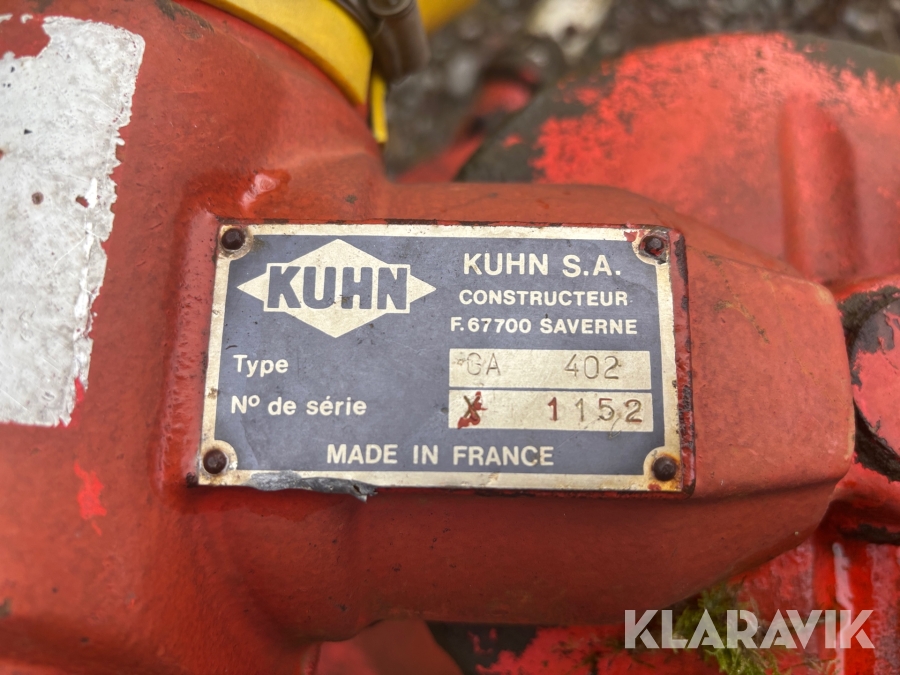 KUHN
KUHN S.A.
CONSTRUCTEUR
F. 67700 SAVERNE
Type GA 402
Nº de série X 1152
MADE IN FRANCE
KLARAVIK